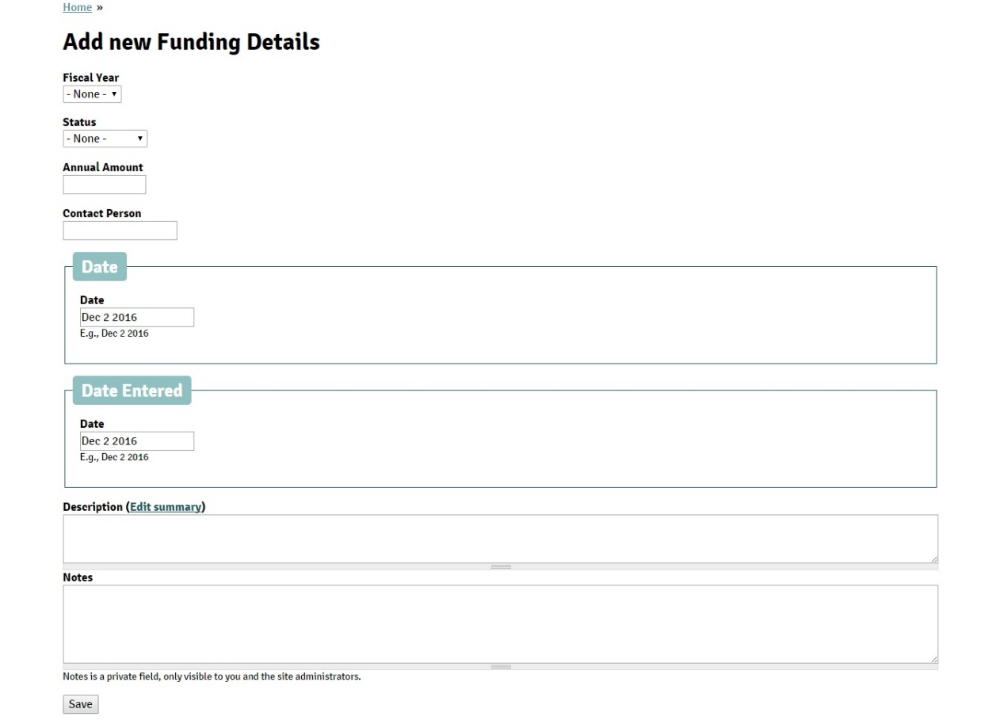 Home »
Add new Funding Details
Fiscal Year
- None -
Status
- None -
Annual Amount
Contact Person
Date
Date
Dec 2 2016
E.g., Dec 2 2016
Date Entered
Date
Dec 2 2016
E.g., Dec 2 2016
Description (Edit summary)
Notes
Notes is a private field, only visible to you and the site administrators.
Save